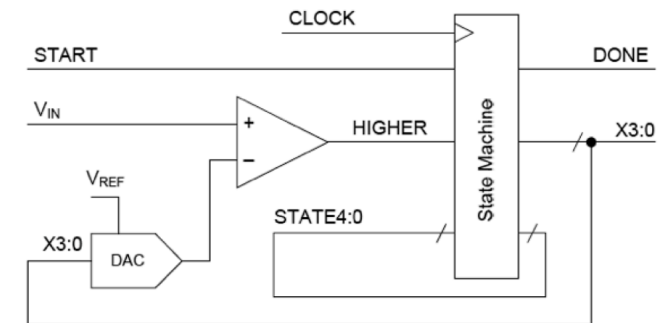 CLOCK
START
DONE
VIN
+
HIGHER
X3:0
−
State Machine
VREF
STATE4:0
X3:0
DAC